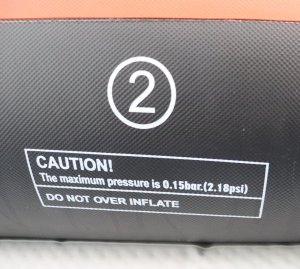 2
CAUTION!
The maximum pressure is 0.15bar.(2.18psi)
DO NOT OVER INFLATE